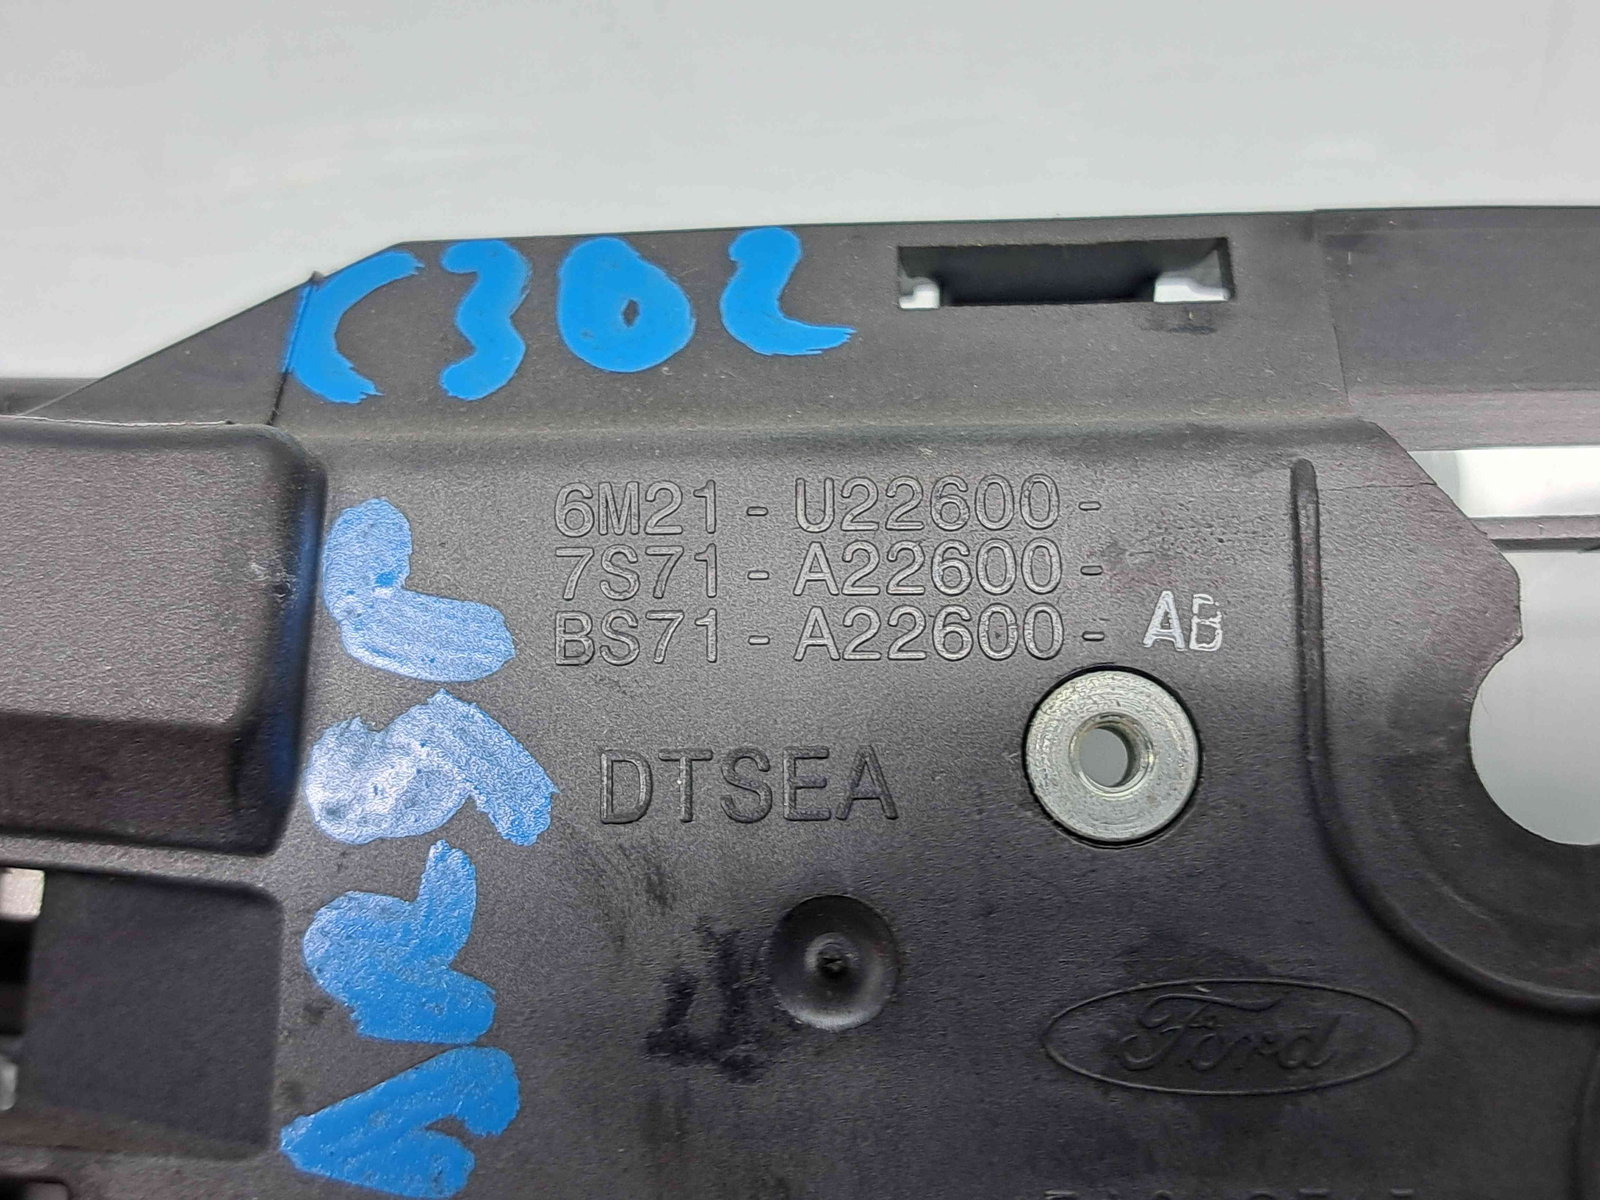 C302
6M21 - U22600 -
7S71 - A22600 -
BS71 - A22600 - AB
DTSEA
Ford